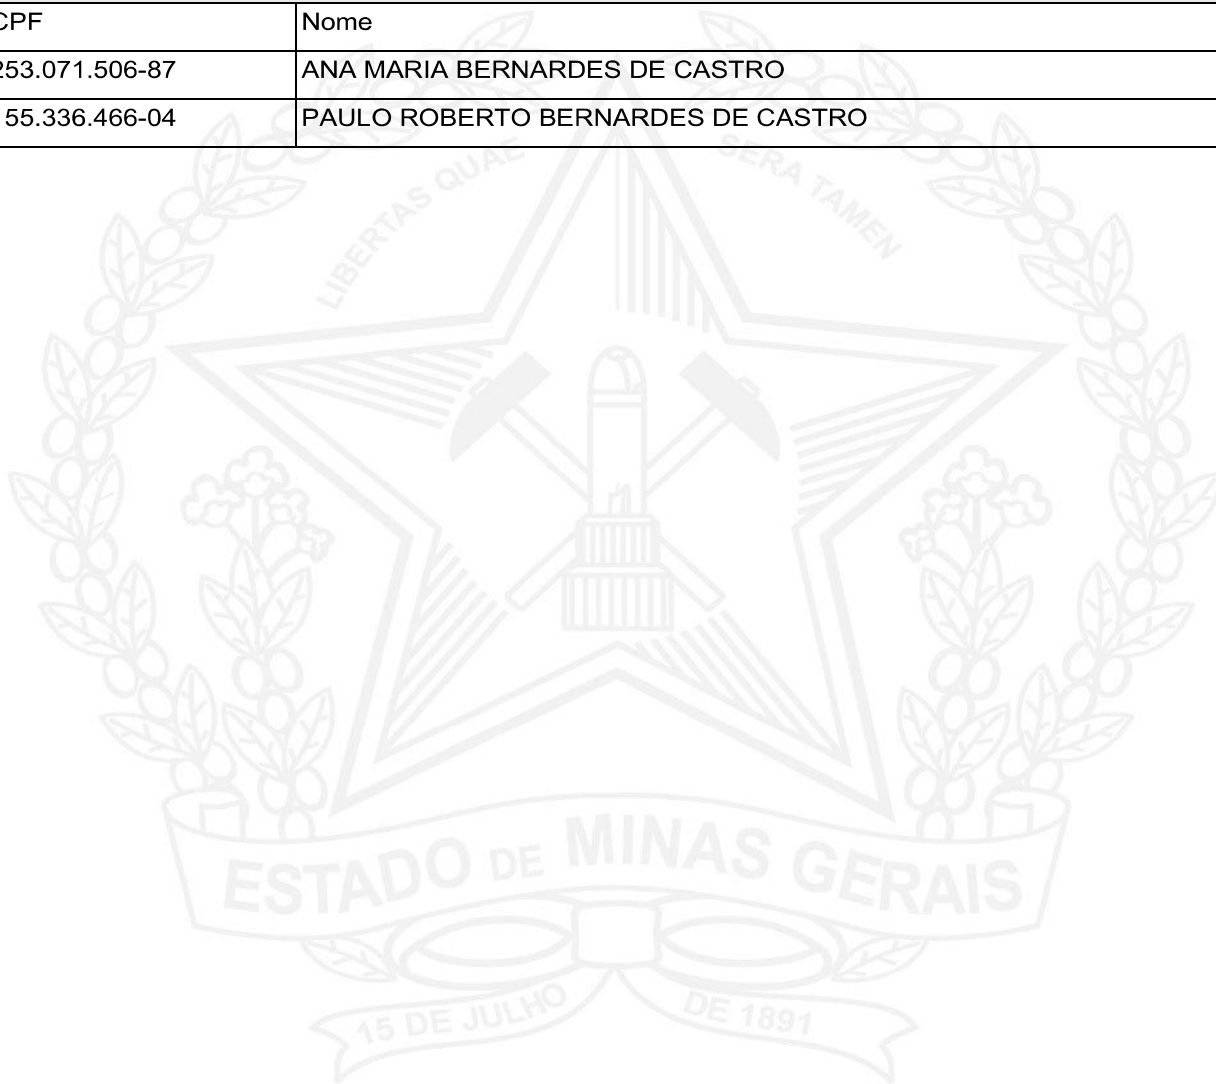 CPF Nome
253.071.506-87 ANA MARIA BERNARDES DE CASTRO
55.336.466-04 PAULO ROBERTO BERNARDES DE CASTRO
LIBERTAS QUAE SERA TAMEN
ESTADO DE MINAS GERAIS
15 DE JULHO DE 1891